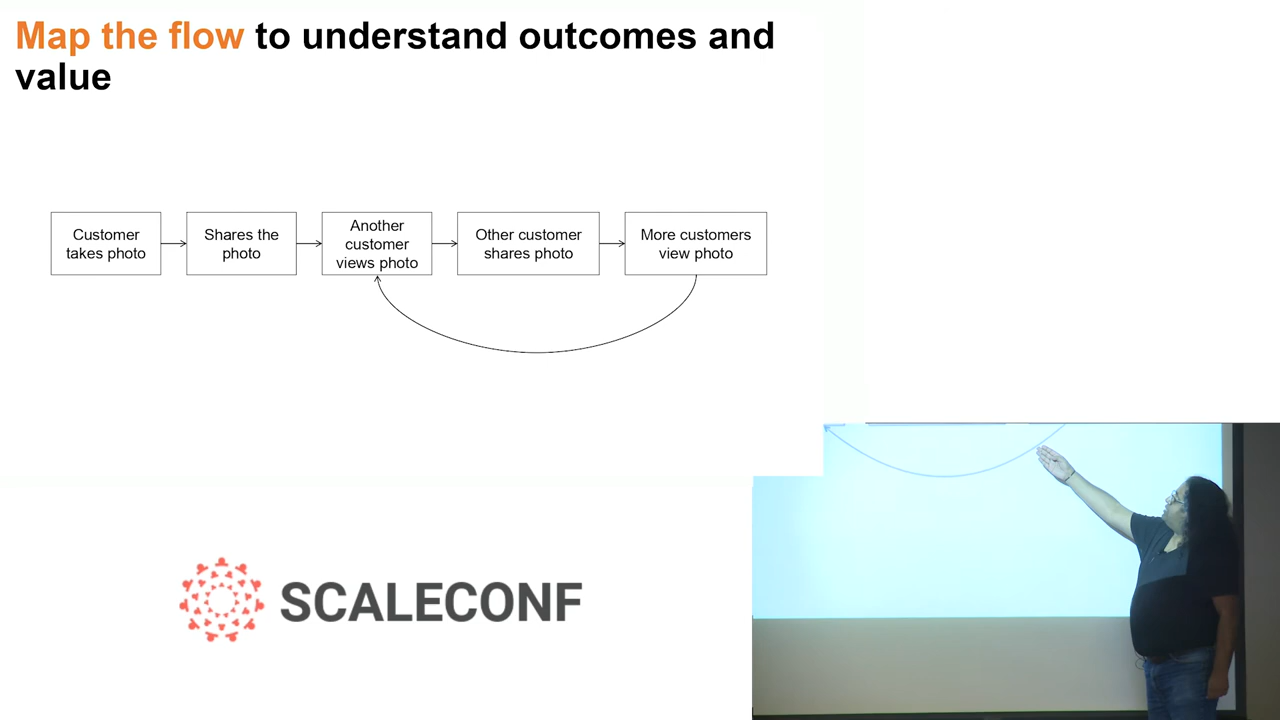 Map the flow to understand outcomes and
value
Customer
takes photo
Shares the
photo
Another
customer
views photo
Other customer
shares photo
More customers
view photo
SCALECONF